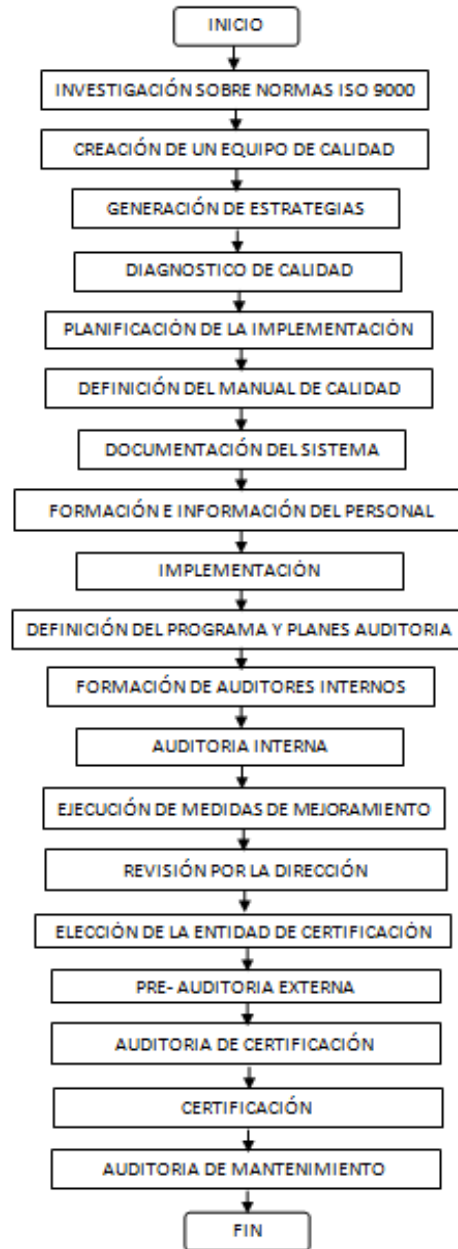 INICIO
INVESTIGACIÓN SOBRE NORMAS ISO 9000
CREACIÓN DE UN EQUIPO DE CALIDAD
GENERACIÓN DE ESTRATEGIAS
DIAGNOSTICO DE CALIDAD
PLANIFICACIÓN DE LA IMPLEMENTACIÓN
DEFINICIÓN DEL MANUAL DE CALIDAD
DOCUMENTACIÓN DEL SISTEMA
FORMACIÓN E INFORMACIÓN DEL PERSONAL
IMPLEMENTACIÓN
DEFINICIÓN DEL PROGRAMA Y PLANES AUDITORIA
FORMACIÓN DE AUDITORES INTERNOS
AUDITORIA INTERNA
EJECUCIÓN DE MEDIDAS DE MEJORAMIENTO
REVISIÓN POR LA DIRECCIÓN
ELECCIÓN DE LA ENTIDAD DE CERTIFICACIÓN
PRE- AUDITORIA EXTERNA
AUDITORIA DE CERTIFICACIÓN
CERTIFICACIÓN
AUDITORIA DE MANTENIMIENTO
FIN